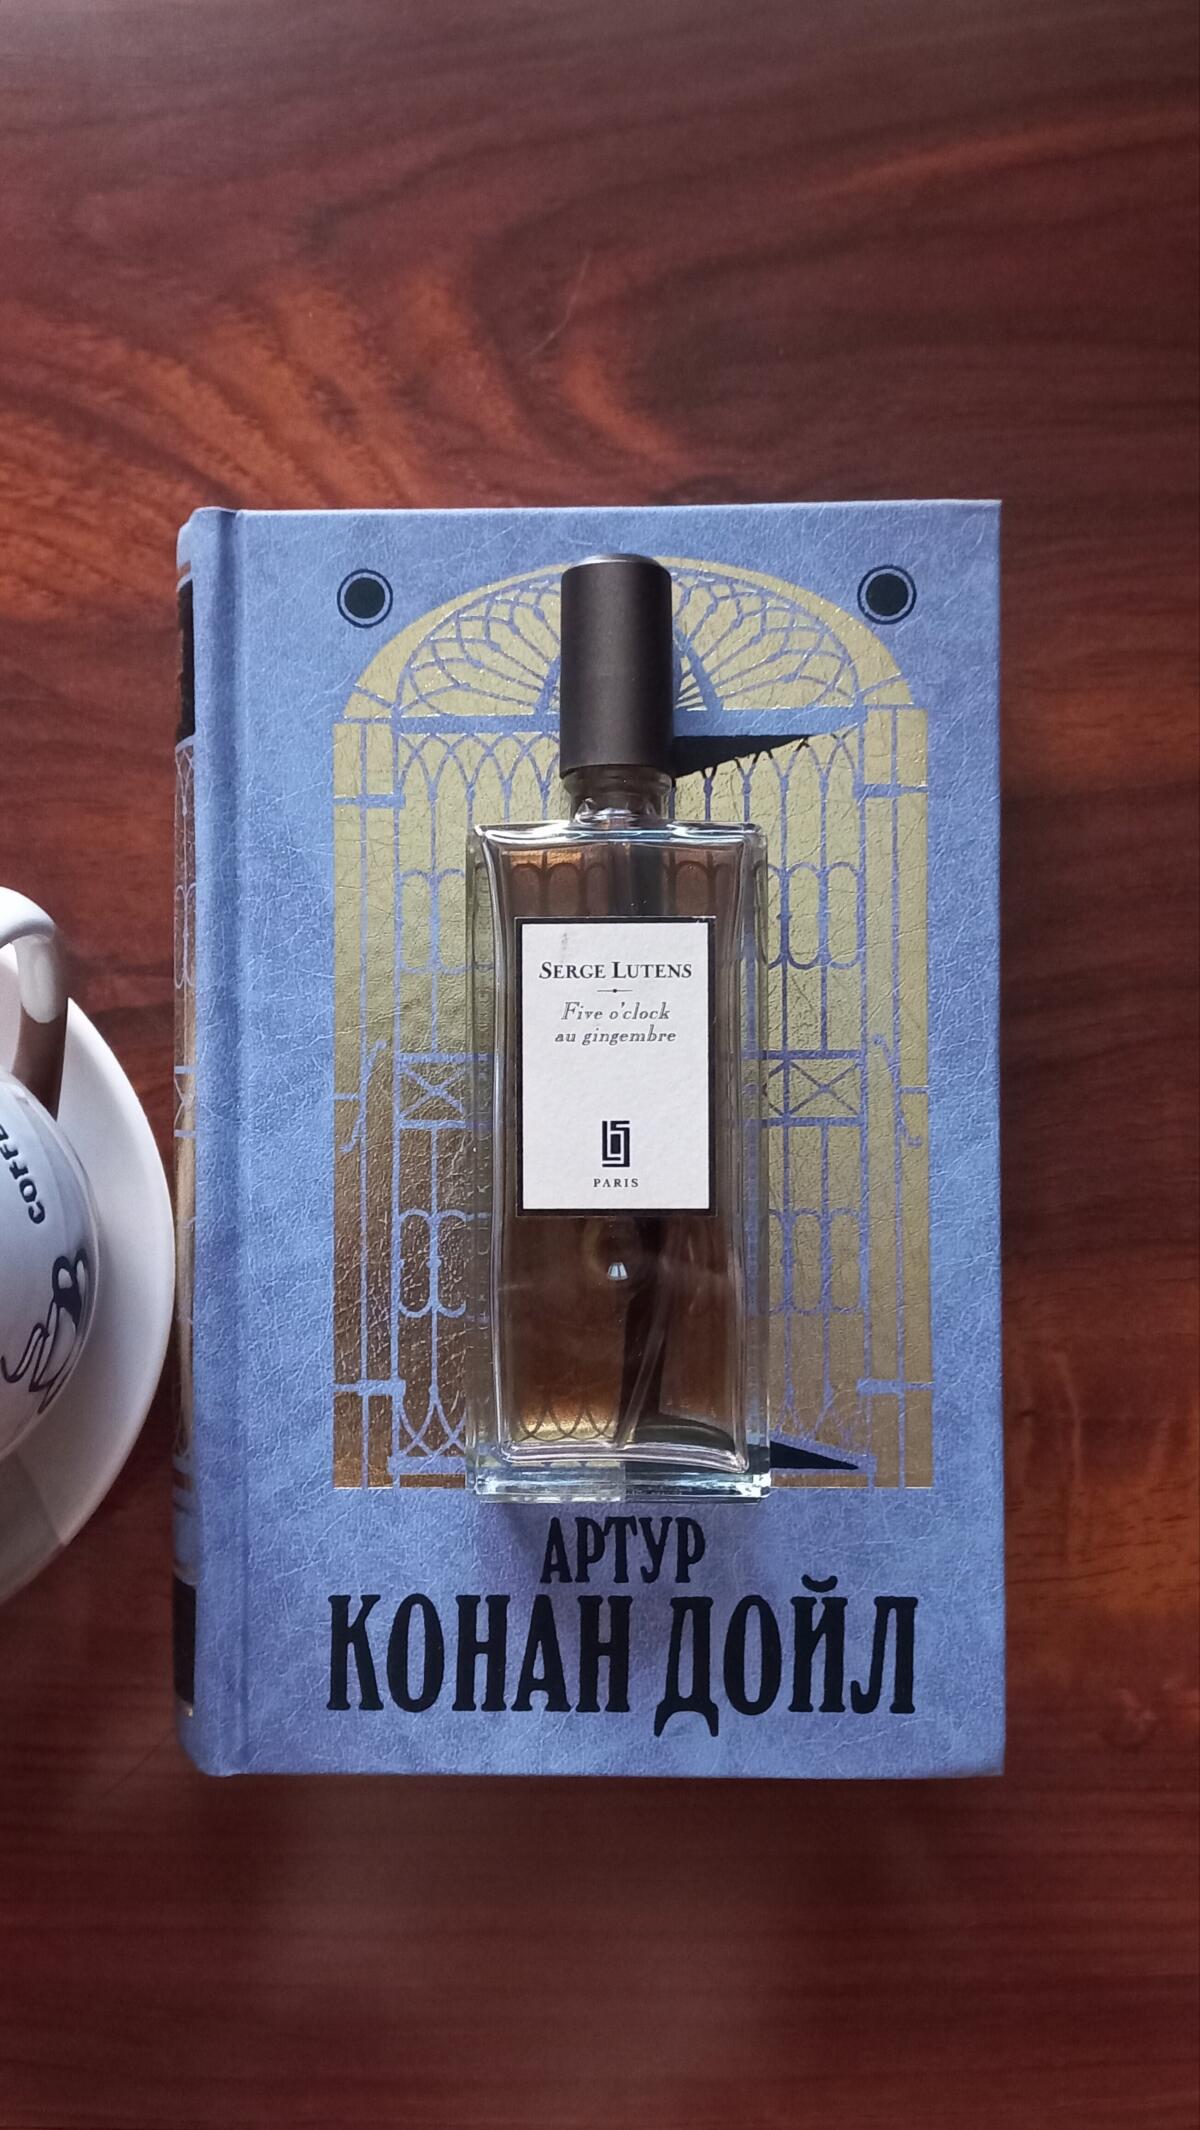 SERGE LUTENS
Five o'clock
au gingembre
PARIS
АРТУР
КОНАН ДОЙЛ